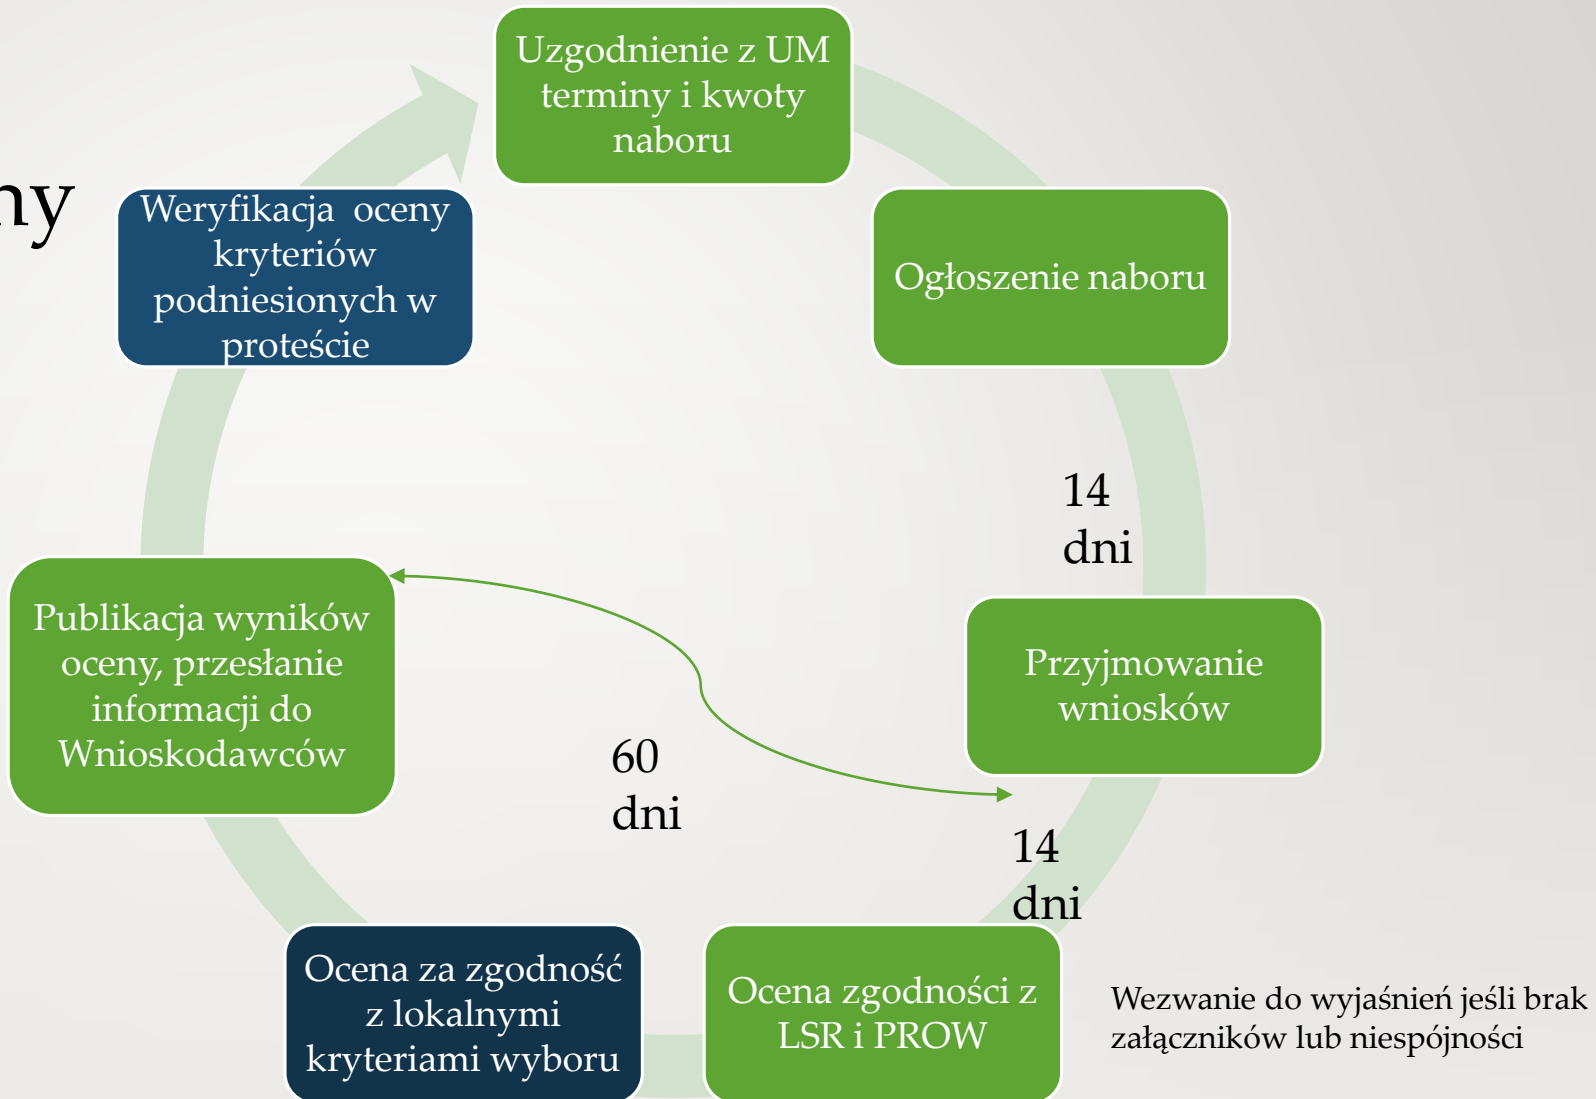 Uzgodnienie z UM
terminy i kwoty
naboru
Ogłoszenie naboru
14
dni
Przyjmowanie
wniosków
14
dni
Ocena zgodności z
LSR i PROW
Wezwanie do wyjaśnień jeśli brak
załączników lub niespójności
Ocena za zgodność
z lokalnymi
kryteriami wyboru
60
dni
Publikacja wyników
oceny, przesłanie
informacji do
Wnioskodawców
Weryfikacja oceny
kryteriów
podniesionych w
proteście